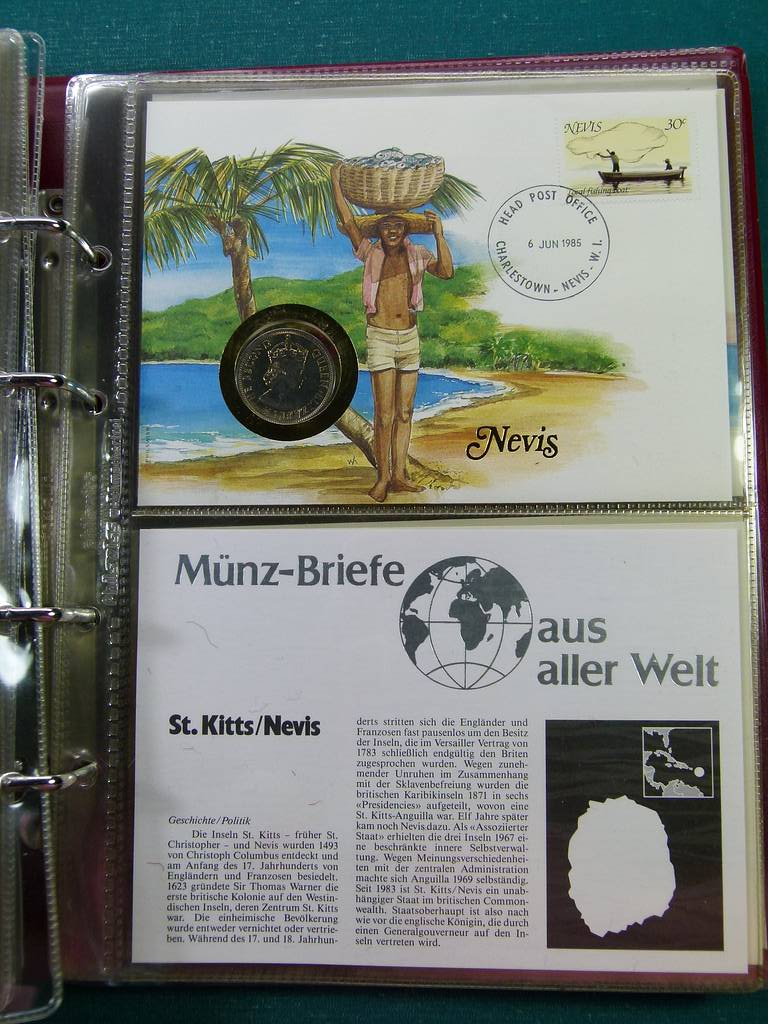 NEVIS 30c
Local fishing boat
HEAD POST OFFICE
6 JUN 1985
CHARLESTOWN - NEVIS - W. I.
Nevis
Münz-Briefe
aus
aller Welt
St. Kitts/Nevis
Geschichte/Politik
Die Inseln St. Kitts – früher St.
Christopher – und Nevis wurden 1493
von Christoph Columbus entdeckt und
am Anfang des 17. Jahrhunderts von
Engländern und Franzosen besiedelt.
1623 gründete Sir Thomas Warner die
erste britische Kolonie auf den Westin-
dischen Inseln, deren Zentrum St. Kitts
war. Die einheimische Bevölkerung
wurde entweder vernichtet oder vertrie-
ben. Während des 17. und 18. Jahrhun-
derts stritten sich die Engländer und
Franzosen fast pausenlos um den Besitz
der Inseln, die im Versailler Vertrag von
1783 schließlich endgültig den Briten
zugesprochen wurden. Wegen zuneh-
mender Unruhen im Zusammenhang
mit der Sklavenbefreiung wurden die
britischen Karibikinseln 1871 in sechs
«Presidencies» aufgeteilt, wovon eine
St. Kitts-Anguilla war. Elf Jahre später
kam noch Nevis dazu. Als «Assoziierter
Staat» erhielten die drei Inseln 1967 ei-
ne beschränkte innere Selbstverwal-
tung. Wegen Meinungsverschiedenhei-
ten mit der zentralen Administration
machte sich Anguilla 1969 selbständig.
Seit 1983 ist St. Kitts/Nevis ein unab-
hängiger Staat im britischen Common-
wealth. Staatsoberhaupt ist also nach
wie vor die englische Königin, die durch
einen Generalgouverneur auf den In-
seln vertreten wird.